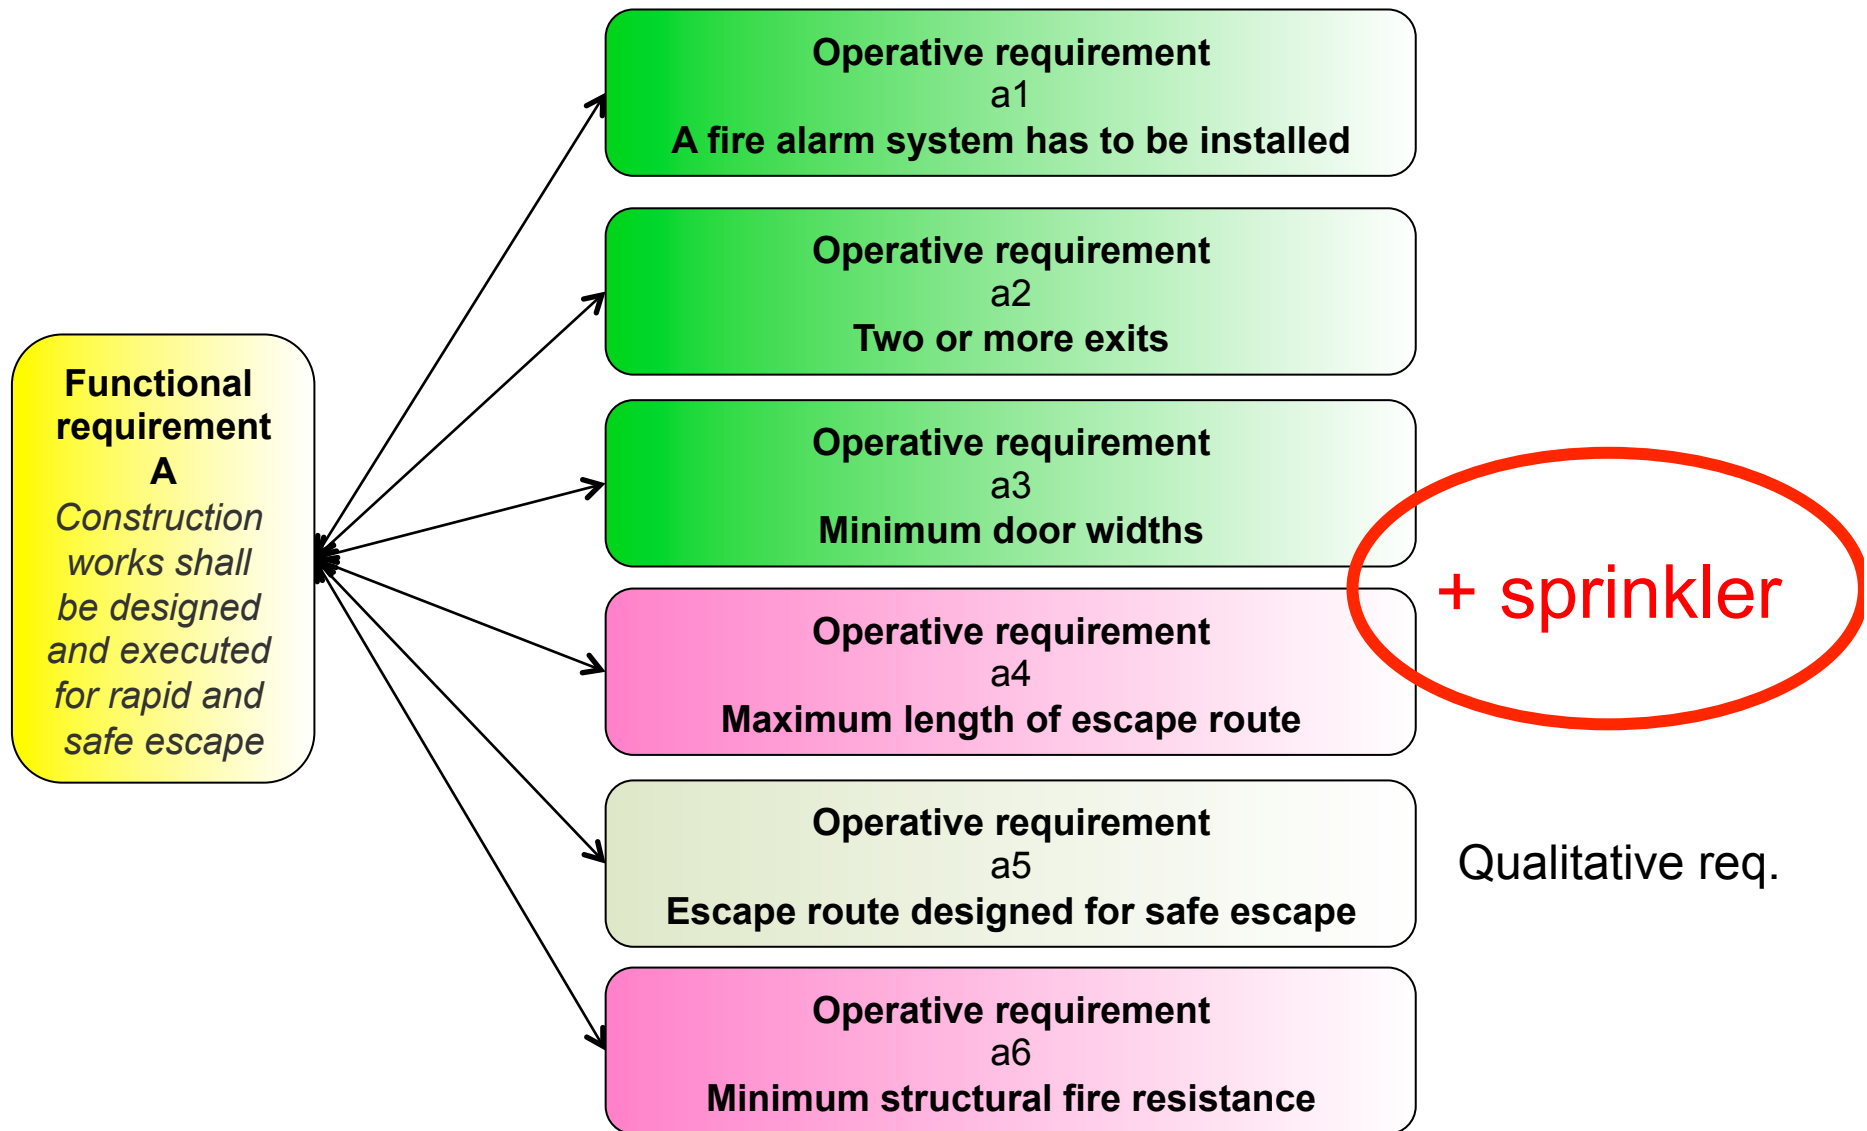 Functional
requirement
A
Construction
works shall
be designed
and executed
for rapid and
safe escape
Operative requirement
a1
A fire alarm system has to be installed
Operative requirement
a2
Two or more exits
Operative requirement
a3
Minimum door widths
+ sprinkler
Operative requirement
a4
Maximum length of escape route
Operative requirement
a5
Escape route designed for safe escape
Qualitative req.
Operative requirement
a6
Minimum structural fire resistance